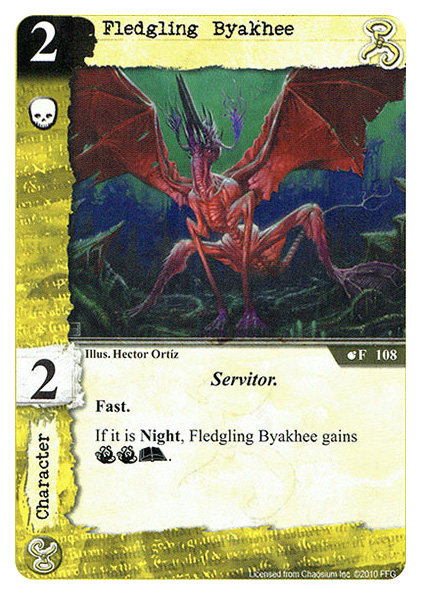 2
Fledgling Byakhee
Illus. Hector Ortíz
F 108
2
Servitor.
Fast.
If it is Night, Fledgling Byakhee gains
.
Character
Licensed from Chaosium Inc. ©2010 FFG